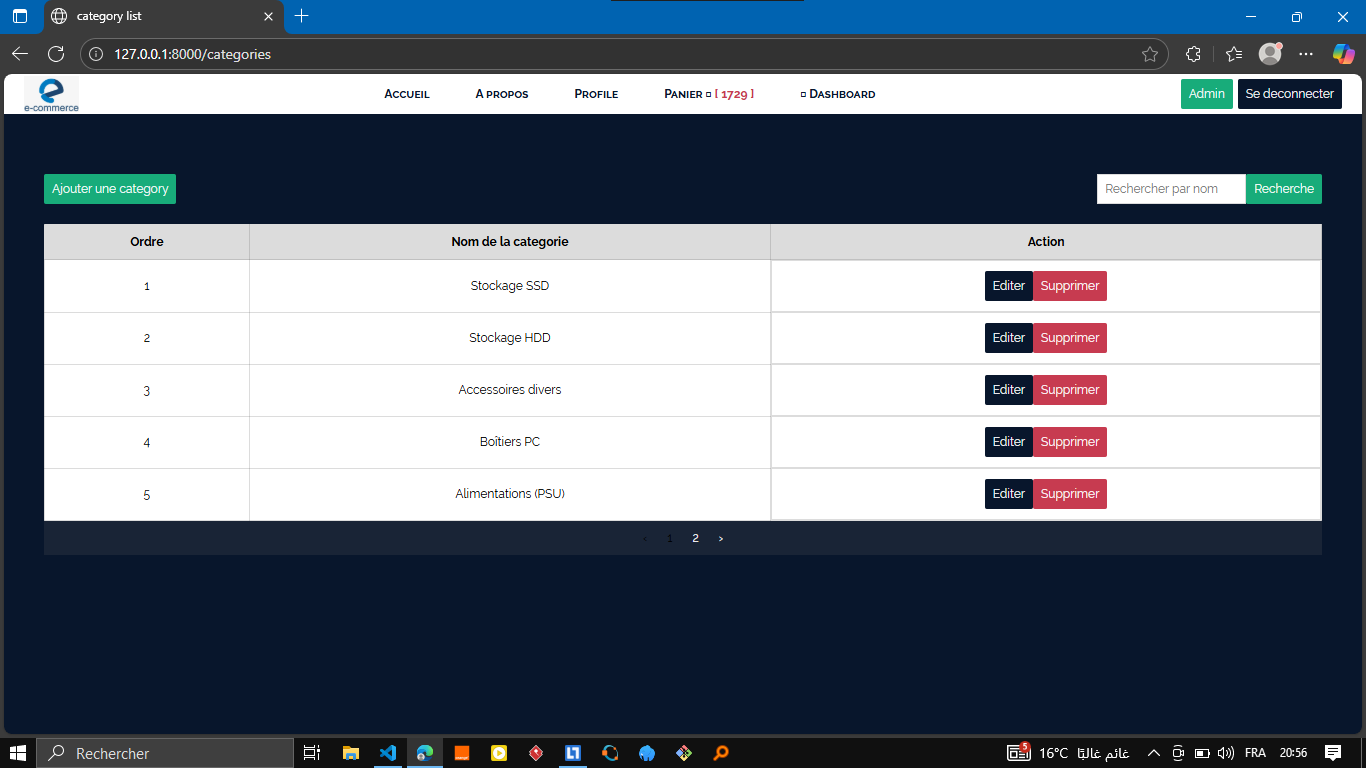 category list
127.0.0.1:8000/categories
e-commerce
Accueil A propos Profile Panier [ 1729 ] Dashboard Admin Se deconnecter
Ajouter une category Rechercher par nom Recherche
Ordre Nom de la categorie Action
1 Stockage SSD Editer Supprimer
2 Stockage HDD Editer Supprimer
3 Accessoires divers Editer Supprimer
4 Boîtiers PC Editer Supprimer
5 Alimentations (PSU) Editer Supprimer
‹ 1 2 ›
Rechercher 5 16°C غائم غالبًا FRA 20:56